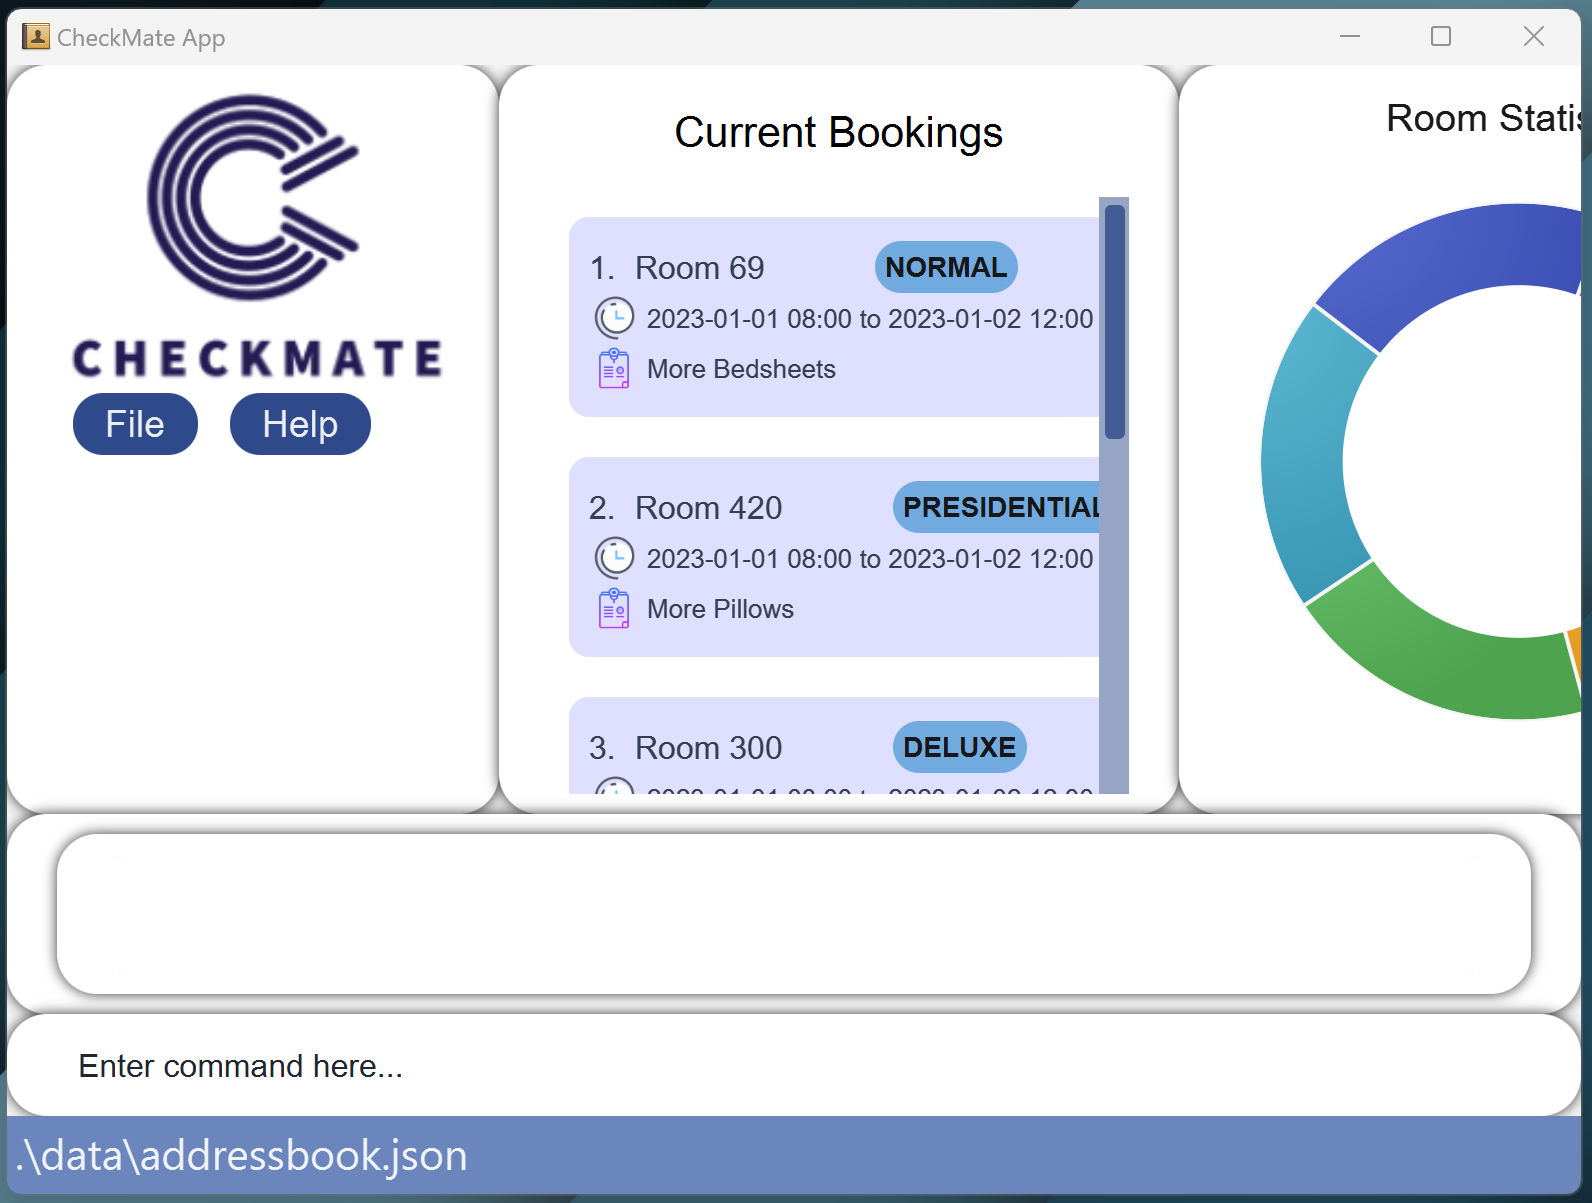 CheckMate App
CHECKMATE
File Help
Current Bookings
1. Room 69 NORMAL
2023-01-01 08:00 to 2023-01-02 12:00
More Bedsheets
2. Room 420 PRESIDENTIAL
2023-01-01 08:00 to 2023-01-02 12:00
More Pillows
3. Room 300 DELUXE
Room Statis
Enter command here...
.\data\addressbook.json